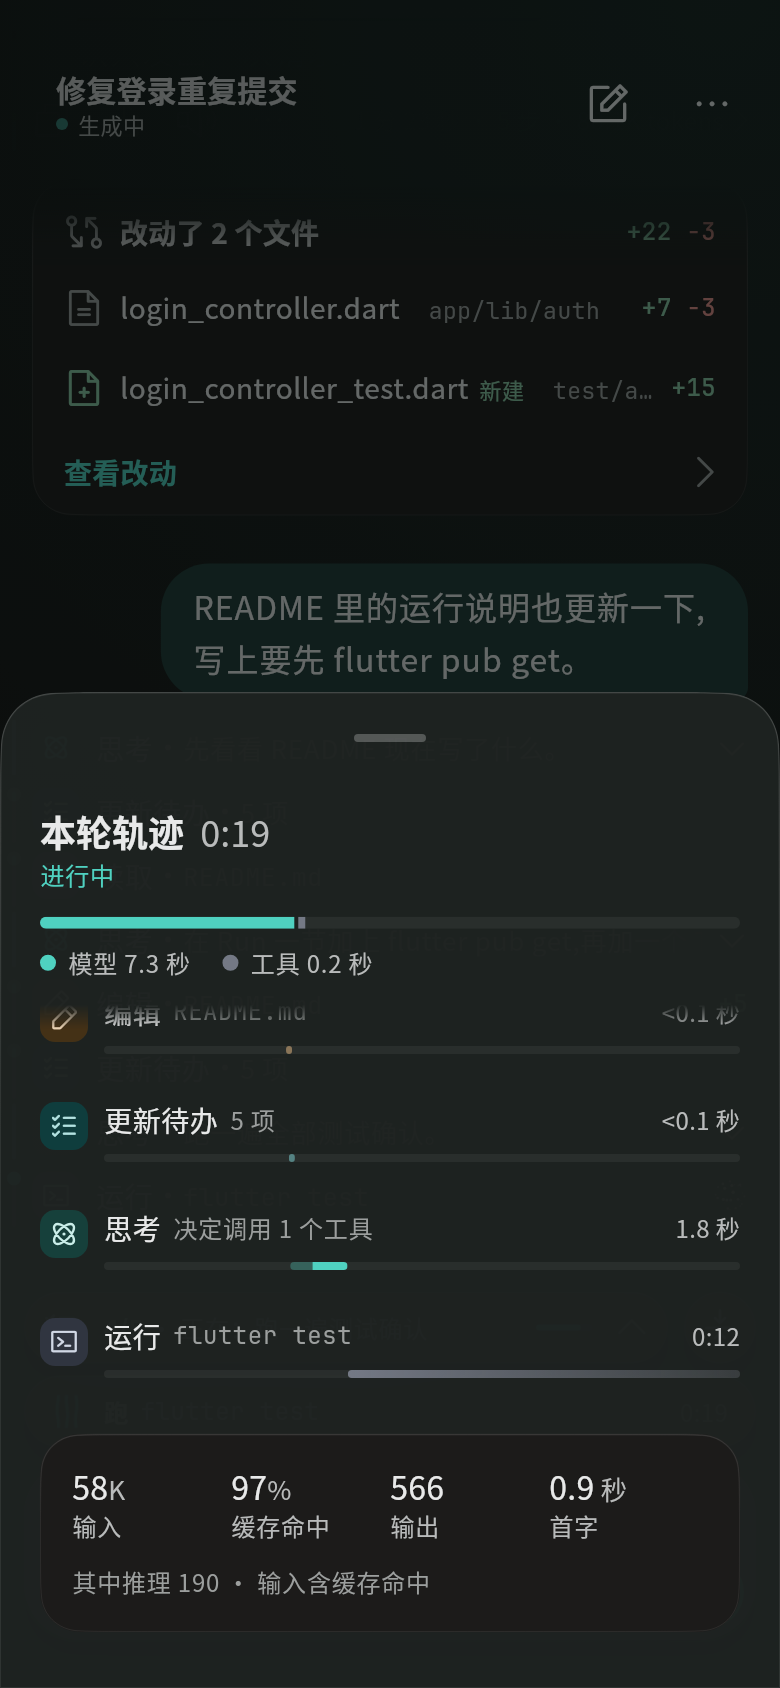 修复登录重复提交
生成中
改动了 2 个文件 +22 -3
login_controller.dart app/lib/auth +7 -3
login_controller_test.dart 新建 test/a… +15
查看改动
README 里的运行说明也更新一下,
写上要先 flutter pub get。
本轮轨迹 0:19
进行中
模型 7.3 秒 工具 0.2 秒
编辑 README.md <0.1 秒
更新待办 5 项 <0.1 秒
思考 决定调用 1 个工具 1.8 秒
运行 flutter test 0:12
58K 97% 566 0.9 秒
输入 缓存命中 输出 首字
其中推理 190 · 输入含缓存命中